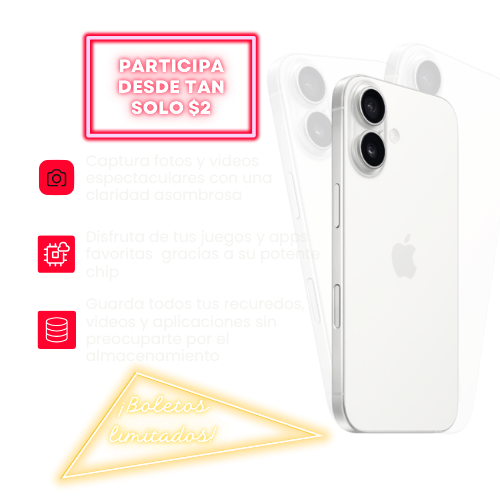 PARTICIPA
DESDE TAN
SOLO $2
Captura fotos y videos
espectaculares con una
claridad asombrosa
Disfruta de tus juegos y apps
favoritas gracias a su potente
chip
Guarda todos tus recuredos,
videos y aplicaciones sin
preocuparte por el
almacenamiento
¡Boletos
limitados!